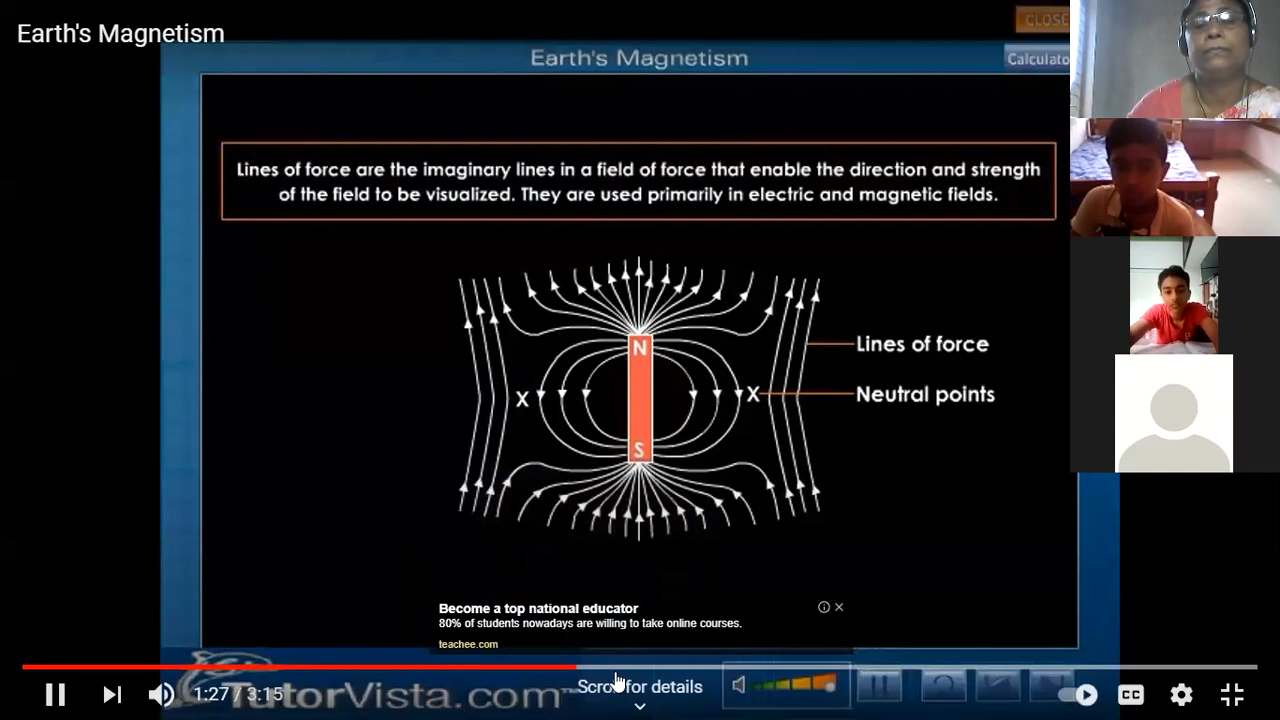 Earth's Magnetism
CLOSE
Earth's Magnetism
Calculato
Lines of force are the imaginary lines in a field of force that enable the direction and strength
of the field to be visualized. They are used primarily in electric and magnetic fields.
N
Lines of force
X
X
Neutral points
S
Become a top national educator
80% of students nowadays are willing to take online courses.
teachee.com
1:27 / 3:15
TutorVista.com
Scroll for details
CC